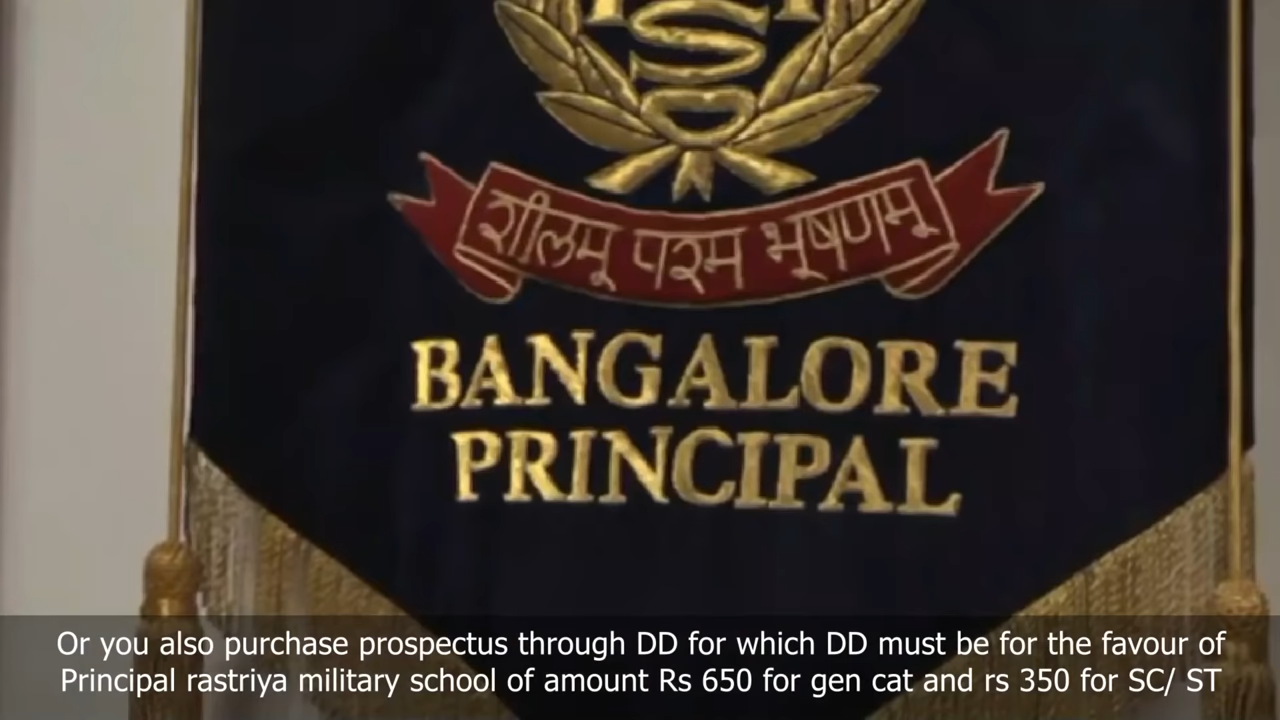 शीलम् परम भूषणम्
BANGALORE
PRINCIPAL
Or you also purchase prospectus through DD for which DD must be for the favour of
Principal rastriya military school of amount Rs 650 for gen cat and rs 350 for SC/ ST